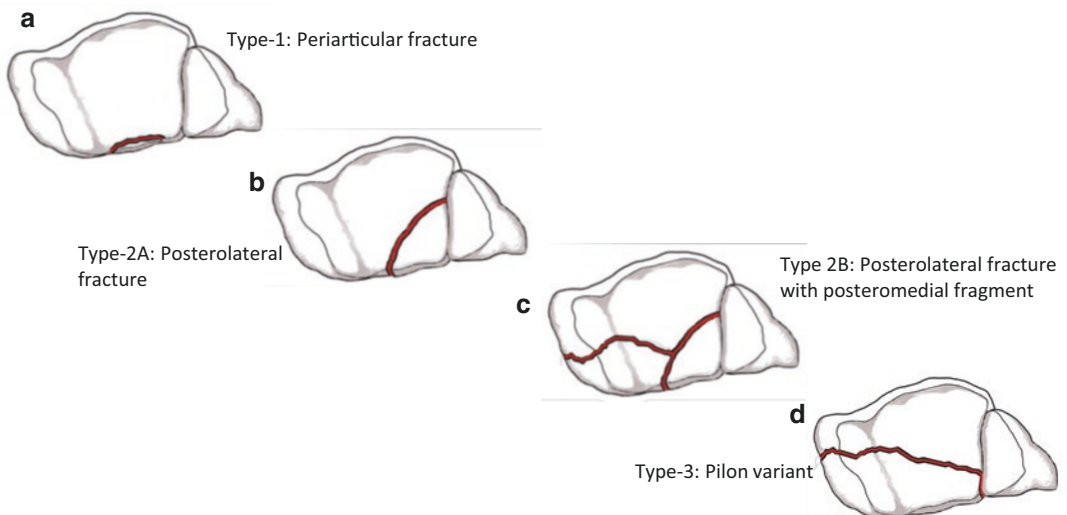 a
Type-1: Periarticular fracture
b
Type-2A: Posterolateral
fracture
c
Type 2B: Posterolateral fracture
with posteromedial fragment
d
Type-3: Pilon variant